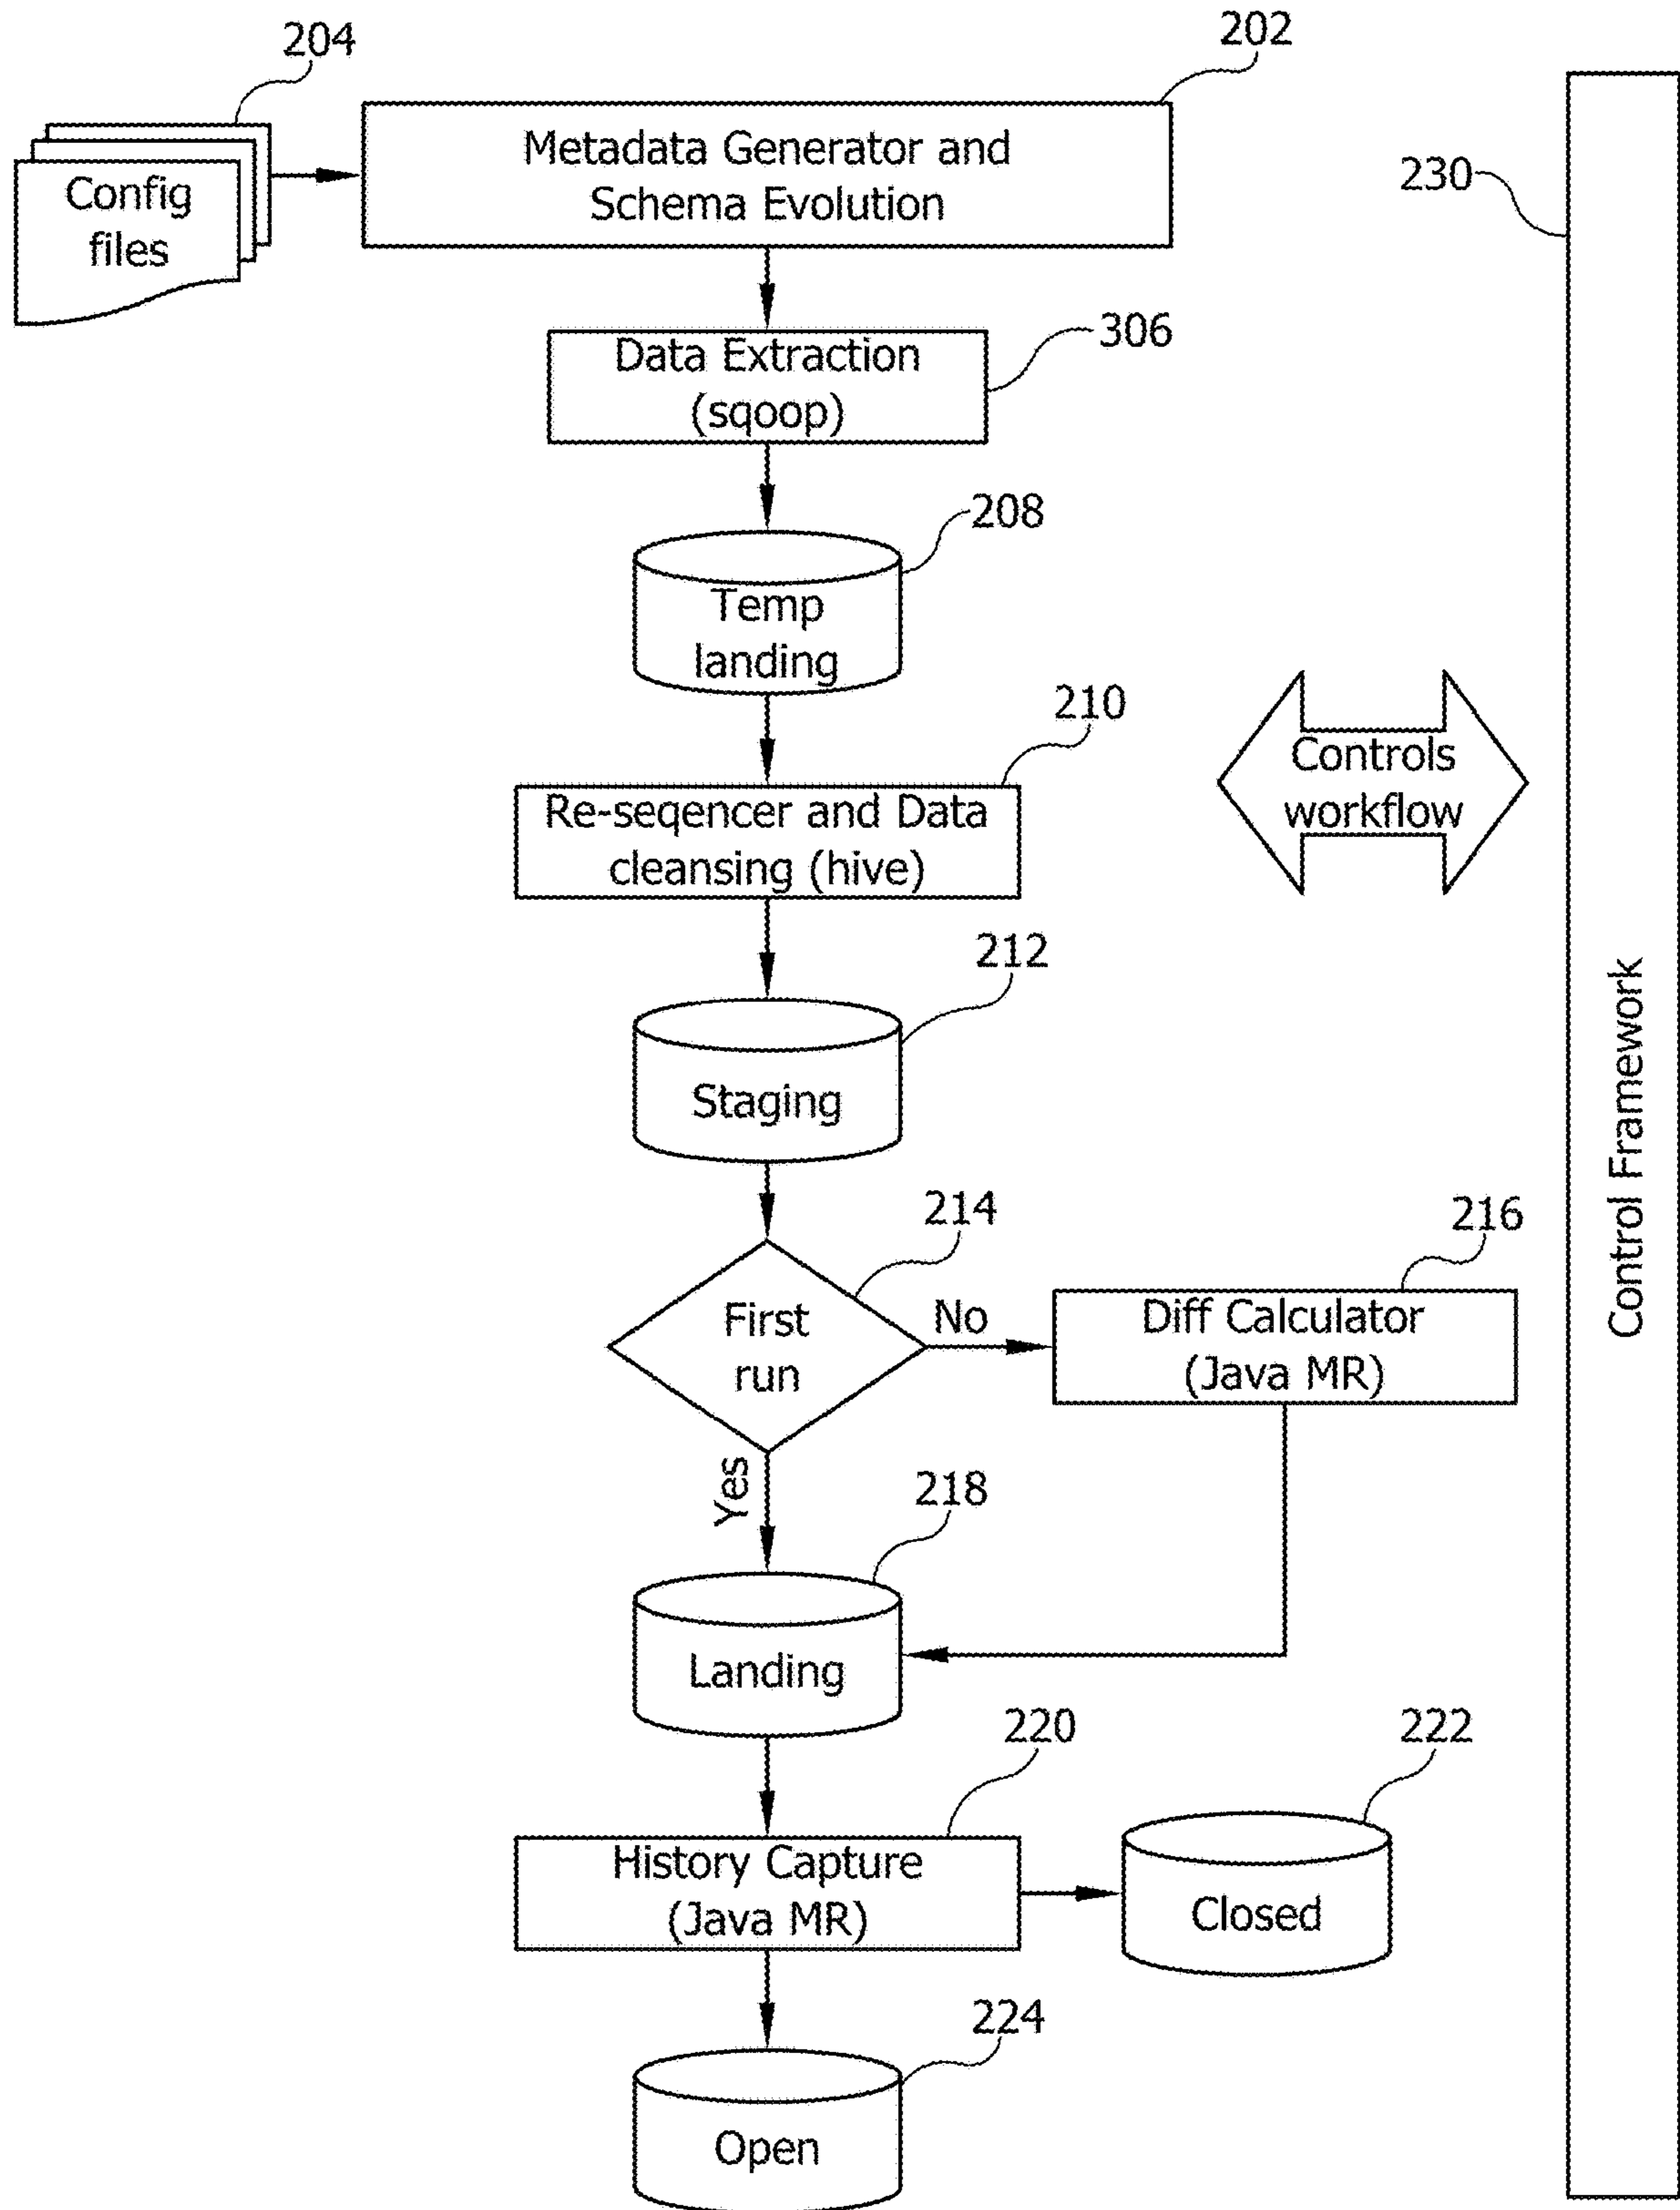 204
202
Metadata Generator and
Schema Evolution
Config
files
230
306
Data Extraction
(sqoop)
208
Temp
landing
210
Re-seqencer and Data
cleansing (hive)
Controls
workflow
212
Staging
Control Framework
214
216
First
run
No
Diff Calculator
(Java MR)
Yes
218
Landing
220
222
History Capture
(Java MR)
Closed
224
Open